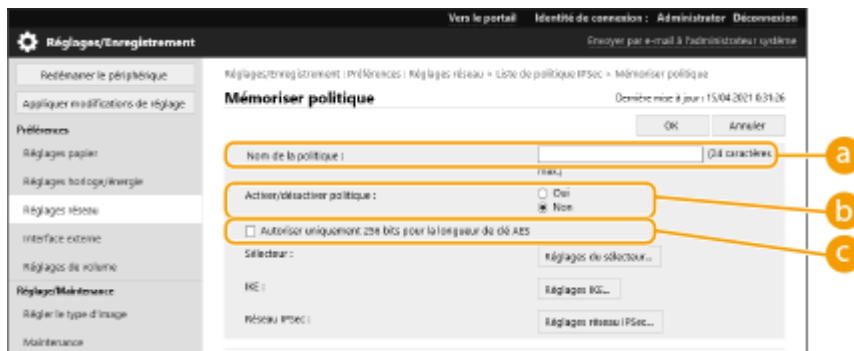 Vers le portail Identité de connexion : Administrator Déconnexion
Réglages/Enregistrement
Envoyer par e-mail à l'administrateur système
Redémarrer le périphérique
Appliquer modifications de réglage
Préférences
Réglages papier
Réglages horloge/énergie
Réglages réseau
Interface externe
Réglages de volume
Réglage/Maintenance
Régler le type d'image
Maintenance
Réglages/Enregistrement : Préférences : Réglages réseau > Liste de politique IPSec > Mémoriser politique
Mémoriser politique
Dernière mise à jour : 15/04 2021 6:31:26
OK Annuler
Nom de la politique : (24 caractères
max.)
a
Activer/désactiver politique : Oui
Non
b
Autoriser uniquement 256 bits pour la longueur de clé AES
c
Sélecteur : Réglages du sélecteur...
IKE : Réglages IKE...
Réseau IPSec : Réglages réseau IPSec...